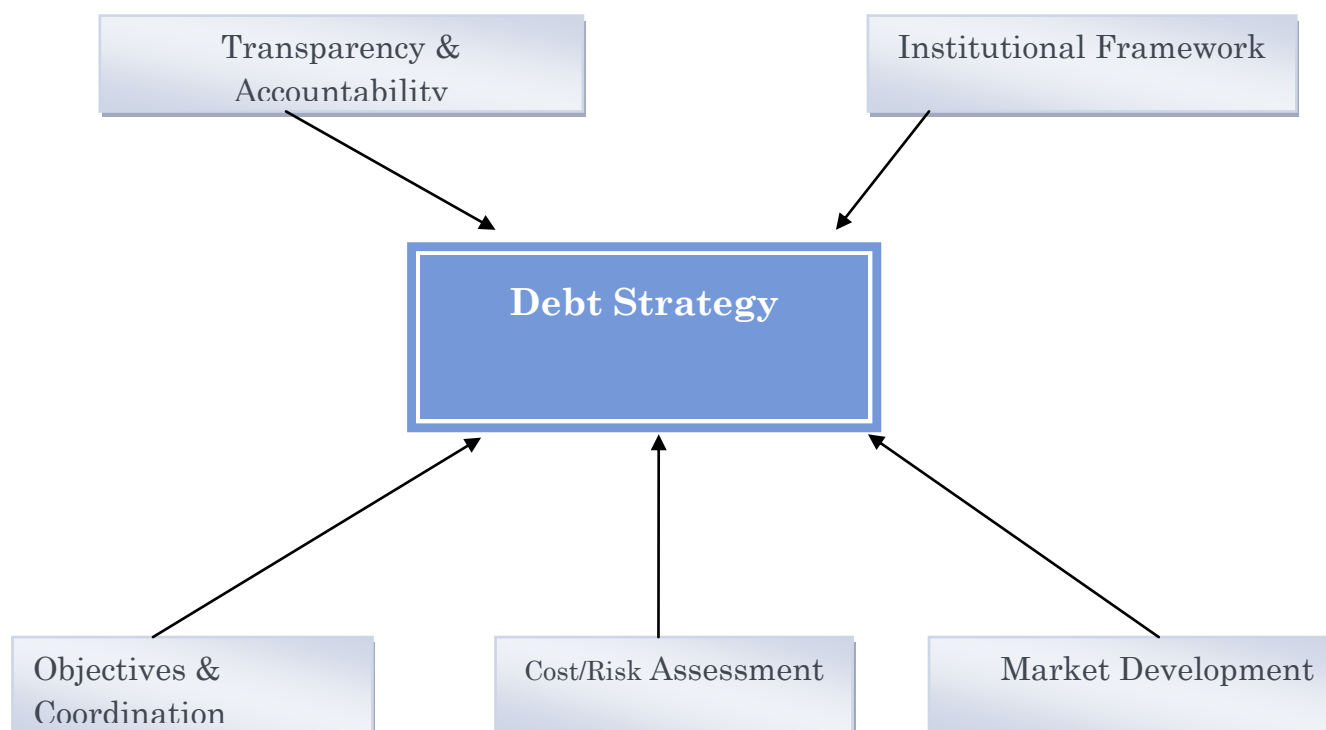 Transparency &
Accountability
Institutional Framework
Debt Strategy
Objectives &
Coordination
Cost/Risk Assessment
Market Development